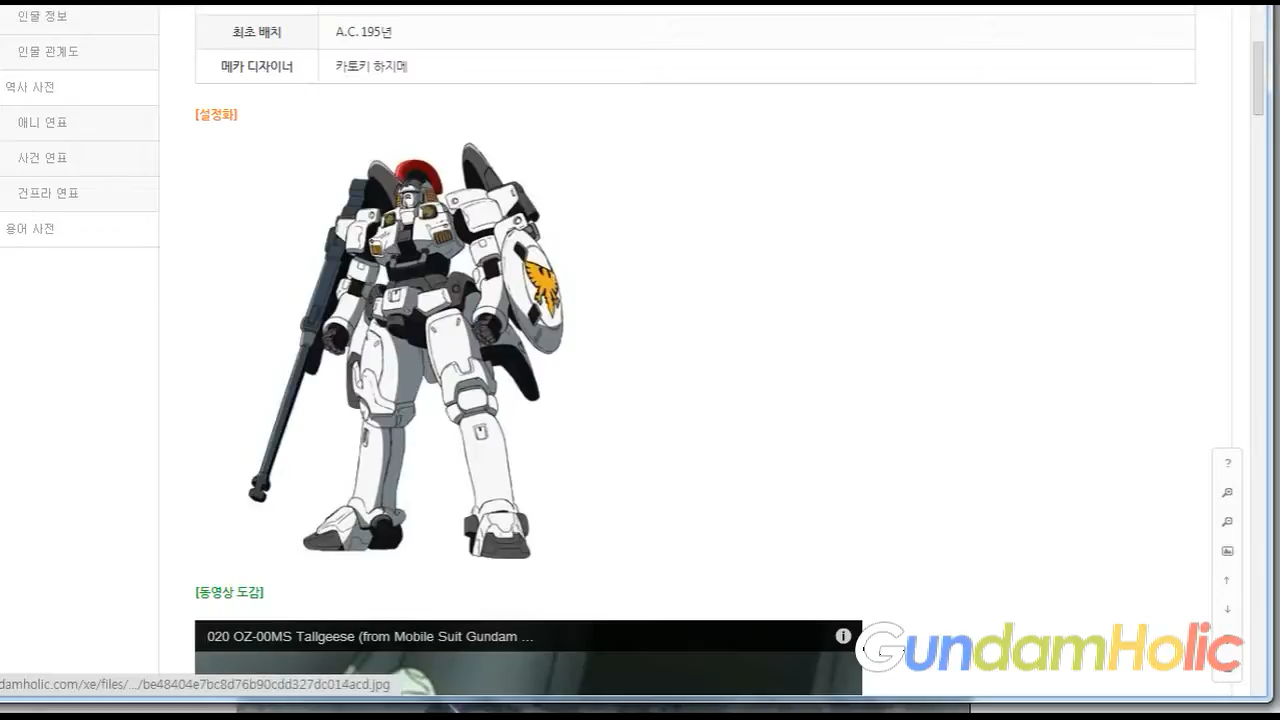 인물 정보
인물 관계도
역사 사전
애니 연표
사건 연표
건프라 연표
용어 사전
최초 배치
A.C. 195년
메카 디자이너
카토키 하지메
[설정화]
[동영상 도감]
020 OZ-00MS Tallgeese (from Mobile Suit Gundam ...
GundamHolic
damholic.com/xe/files/.../be48404e7bc8d76b90cdd327dc014acd.jpg